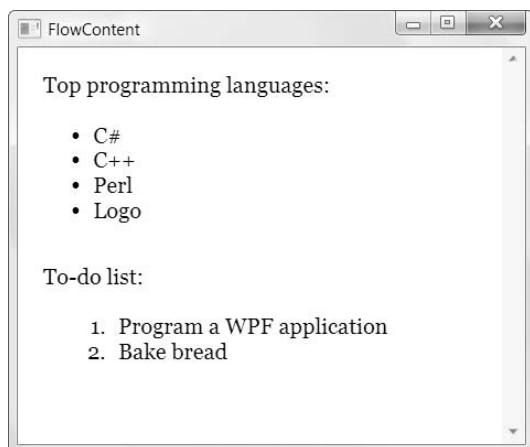 FlowContent
Top programming languages:
• C#
• C++
• Perl
• Logo
To-do list:
1. Program a WPF application
2. Bake bread